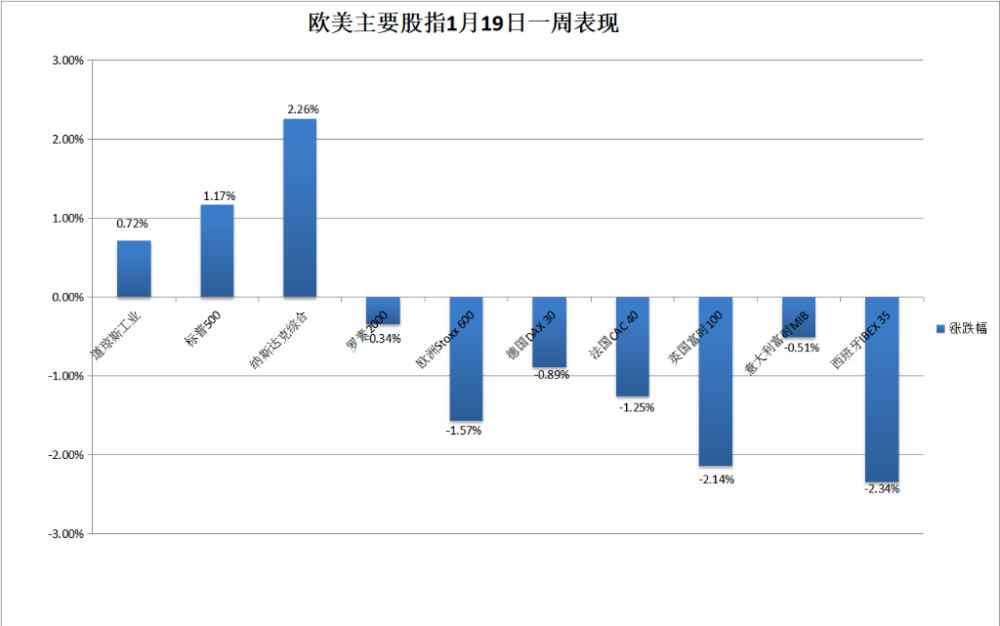 欧美主要股指1月19日一周表现
3.00%
2.00%
1.00%
0.00%
-1.00%
-2.00%
-3.00%
0.72%
1.17%
2.26%
-0.34%
-1.57%
-0.89%
-1.25%
-2.14%
-0.51%
-2.34%
道琼斯工业
标普500
纳斯达克综合
罗素2000
欧洲Stoxx 600
德国DAX 30
法国CAC 40
英国富时100
意大利富时MIB
西班牙IBEX 35
涨跌幅